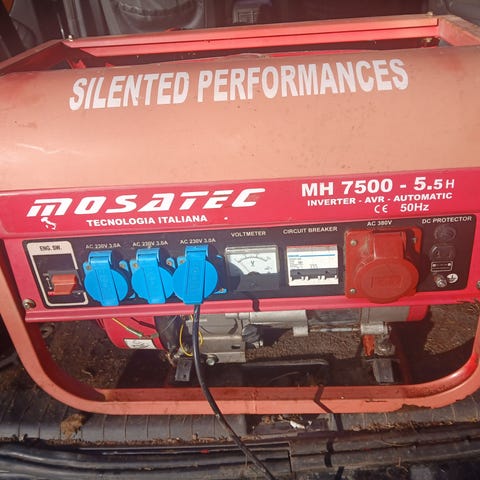 SILENTED PERFORMANCES
MOSATEC
TECNOLOGIA ITALIANA
MH 7500 - 5.5H
INVERTER - AVR - AUTOMATIC
CE 50Hz
ENG. SW.
AC 230V 3.0A
AC 230V 3.0A
AC 230V 3.0A
VOLTMETER
CIRCUIT BREAKER
AC 380V
DC PROTECTOR
V